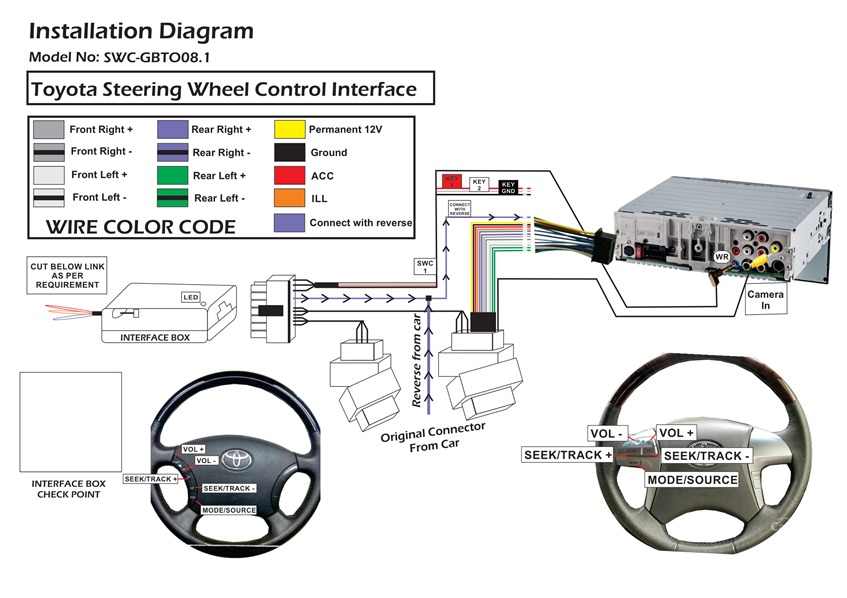 Installation Diagram
Model No: SWC-GBTO08.1
Toyota Steering Wheel Control Interface
Front Right +
Front Right -
Front Left +
Front Left -
Rear Right +
Rear Right -
Rear Left +
Rear Left -
Permanent 12V
Ground
ACC
ILL
Connect with reverse
WIRE COLOR CODE
KEY
1
KEY
2
KEY
GND
CONNECT
WITH
REVERSE
SWC
1
WR
Camera
In
CUT BELOW LINK
AS PER
REQUIREMENT
LED
INTERFACE BOX
Reverse from car
Original Connector
From Car
INTERFACE BOX
CHECK POINT
VOL +
VOL -
SEEK/TRACK +
SEEK/TRACK -
MODE/SOURCE
VOL -
VOL +
SEEK/TRACK +
SEEK/TRACK -
MODE/SOURCE